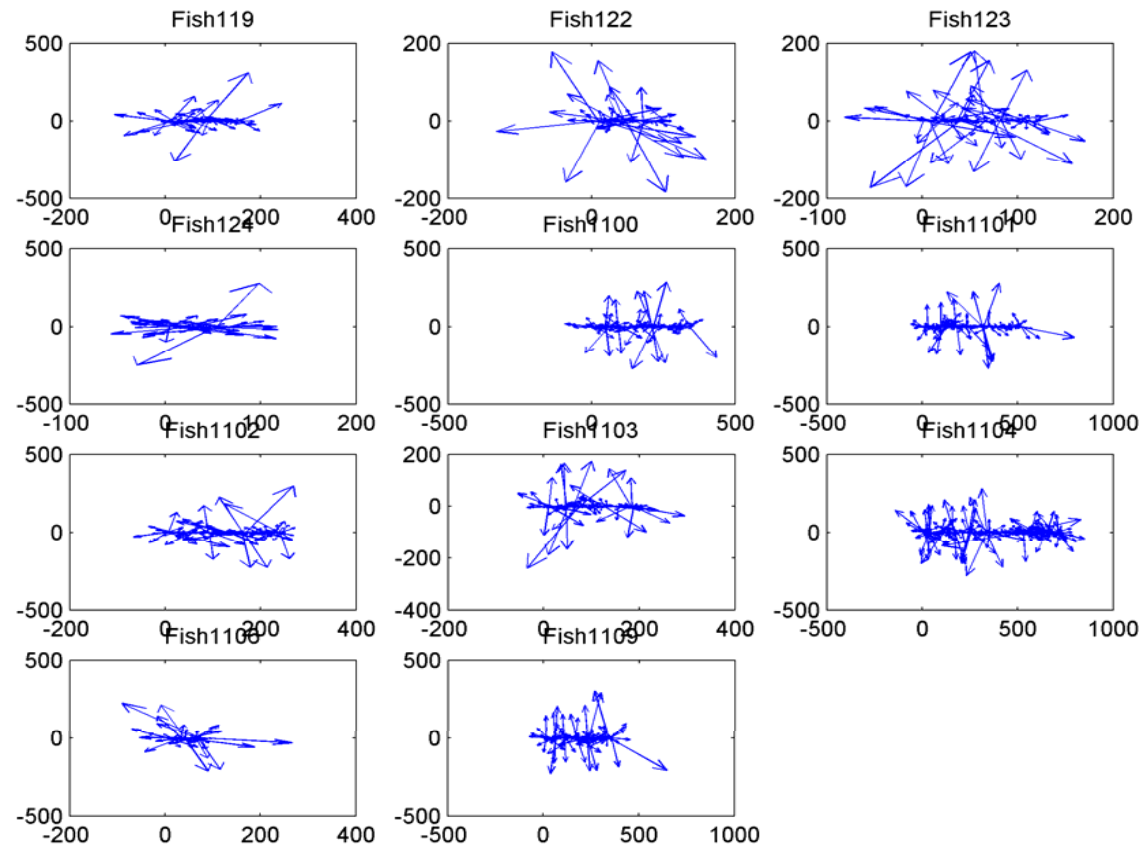 Fish119 Fish122 Fish123
500 200 200
0 0 0
-500 -200 -200
-200 0 200 400 -200 0 200 -100 0 100 200
Fish124 Fish1100 Fish1101
500 500 500
0 0 0
-500 -500 -500
-100 0 100 200 0 500 0 500 1000
Fish1102 Fish1103 Fish1104
500 200 500
0 0 0
-200
-500 -400 -500
-200 0 200 400 0 200 400 -500 0 500 1000
Fish1106 Fish1109
500 500
0 0
-500 -500
-200 0 200 400 0 500 1000